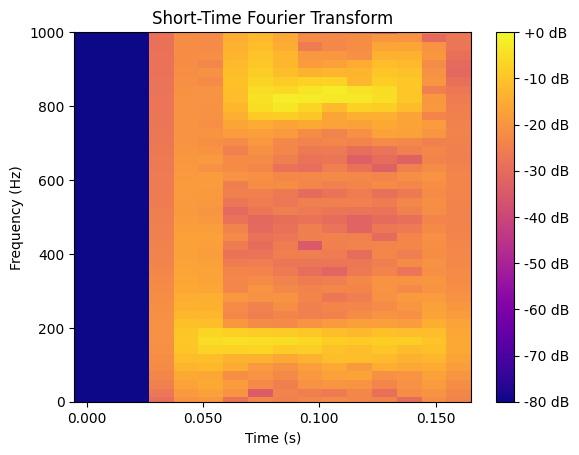 Short-Time Fourier Transform
Frequency (Hz)
1000
800
600
400
200
0
0.000
0.050
0.100
0.150
Time (s)
+0 dB
-10 dB
-20 dB
-30 dB
-40 dB
-50 dB
-60 dB
-70 dB
-80 dB